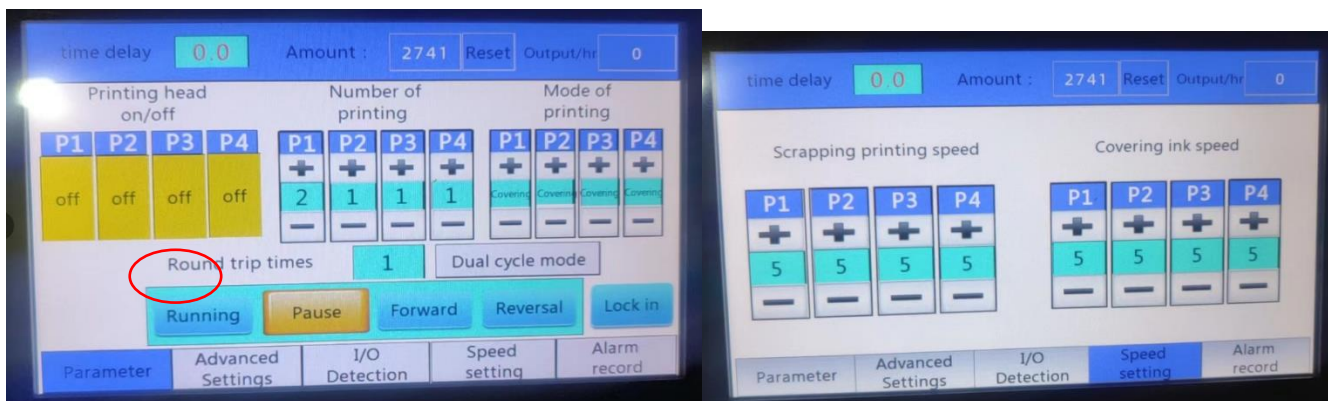 time delay 0.0 Amount : 2741 Reset Output/hr 0
Printing head on/off
P1 P2 P3 P4
off off off off
Number of printing
P1 P2 P3 P4
+ + + +
2 1 1 1
— — — —
Mode of printing
P1 P2 P3 P4
+ + + +
Covering Covering Covering Covering
— — — —
Round trip times 1 Dual cycle mode
Running Pause Forward Reversal Lock in
Parameter Advanced Settings I/O Detection Speed setting Alarm record
time delay 0.0 Amount : 2741 Reset Output/hr 0
Scrapping printing speed
P1 P2 P3 P4
+ + + +
5 5 5 5
— — — —
Covering ink speed
P1 P2 P3 P4
+ + + +
5 5 5 5
— — — —
Parameter Advanced Settings I/O Detection Speed setting Alarm record